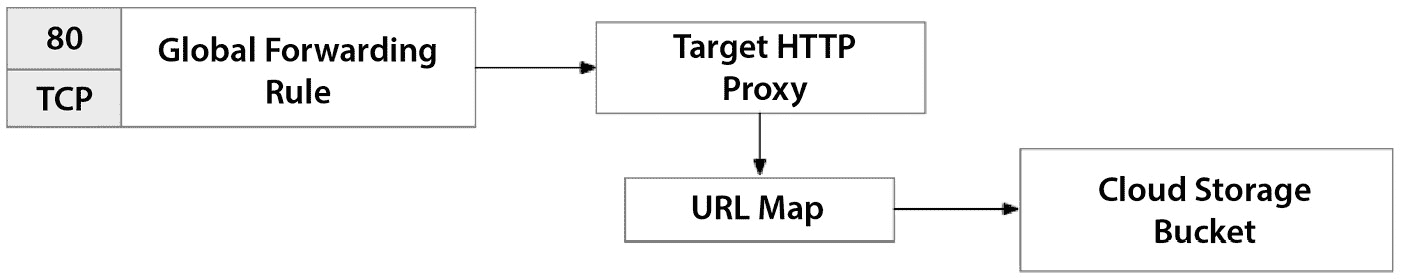 80
TCP
Global Forwarding
Rule
Target HTTP
Proxy
URL Map
Cloud Storage
Bucket